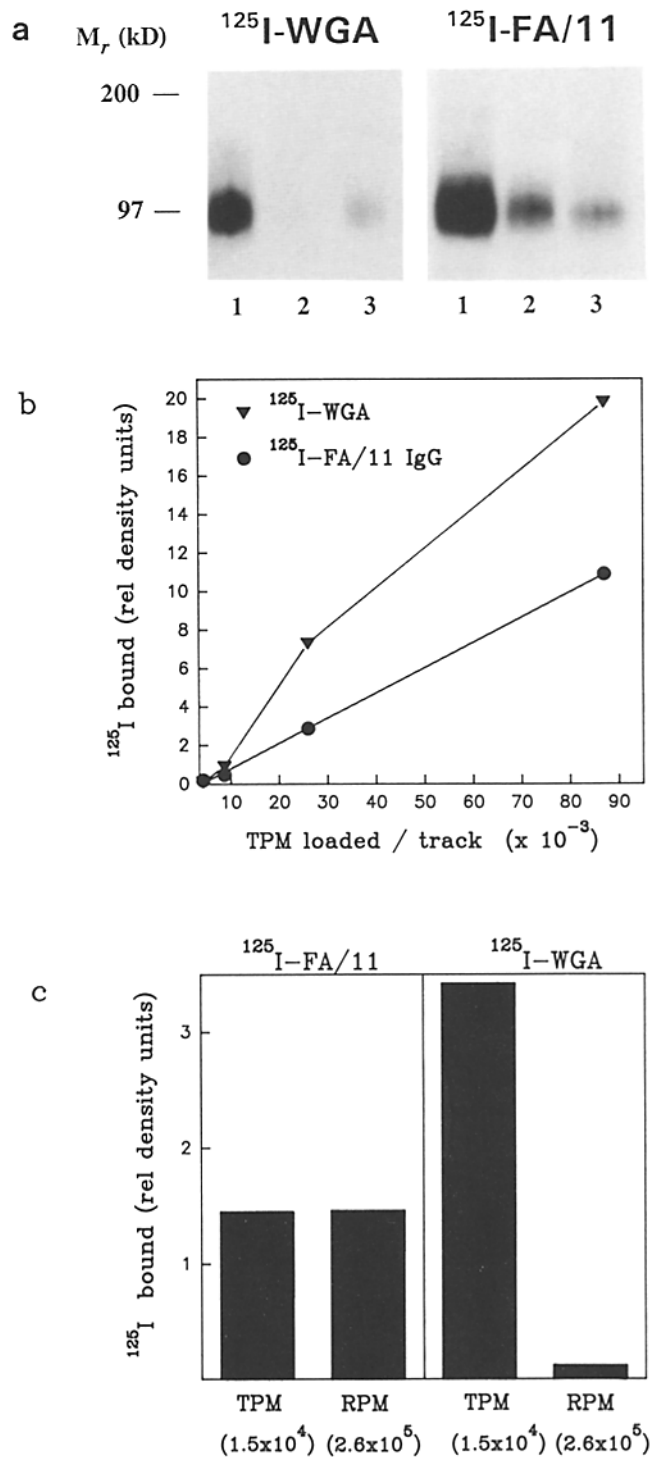 a
M_r (kD)
¹²⁵I-WGA
¹²⁵I-FA/11
200 —
97 —
1 2 3
1 2 3
b
¹²⁵I bound (rel density units)
20
18
16
14
12
10
8
6
4
2
0
▼ ¹²⁵I-WGA
● ¹²⁵I-FA/11 IgG
10 20 30 40 50 60 70 80 90
TPM loaded / track (x 10⁻³)
c
¹²⁵I-FA/11
¹²⁵I-WGA
¹²⁵I bound (rel density units)
3
2
1
TPM RPM TPM RPM
(1.5x10⁴) (2.6x10⁵) (1.5x10⁴) (2.6x10⁵)